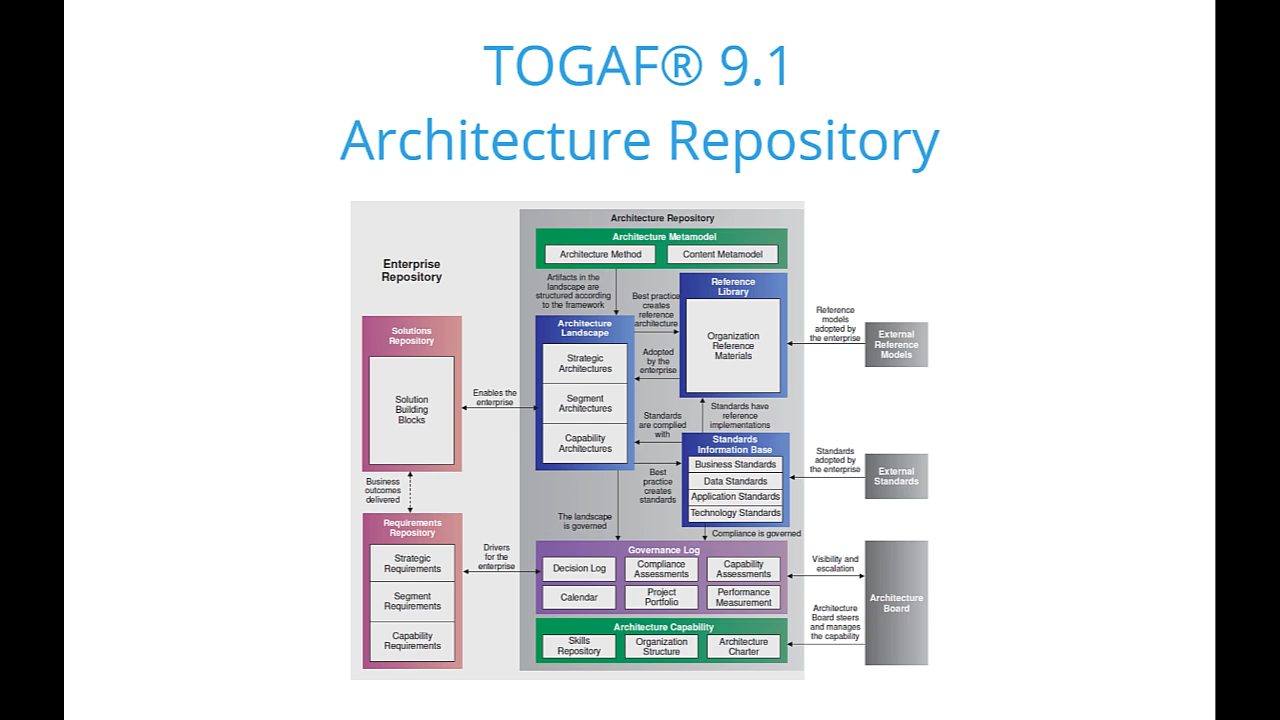 TOGAF® 9.1
Architecture Repository
Enterprise
Repository
Solutions
Repository
Solution
Building
Blocks
Business
outcomes
delivered
Requirements
Repository
Strategic
Requirements
Segment
Requirements
Capability
Requirements
Enables the
enterprise
Drivers
for the
enterprise
Architecture Repository
Architecture Metamodel
Architecture Method
Content Metamodel
Artifacts in the
landscape are
structured according
to the framework
Best practice
creates
reference
architecture
Reference
Library
Organization
Reference
Materials
Architecture
Landscape
Strategic
Architectures
Segment
Architectures
Capability
Architectures
Adopted
by the
enterprise
Standards
are complied
with
Standards have
reference
implementations
Standards
Information Base
Business Standards
Data Standards
Application Standards
Technology Standards
Best
practice
creates
standards
The landscape
is governed
Compliance is governed
Governance Log
Decision Log
Compliance
Assessments
Capability
Assessments
Calendar
Project
Portfolio
Performance
Measurement
Architecture Capability
Skills
Repository
Organization
Structure
Architecture
Charter
Reference
models
adopted by
the enterprise
External
Reference
Models
Standards
adopted by
the enterprise
External
Standards
Visibility and
escalation
Architecture
Board steers
and manages
the capability
Architecture
Board